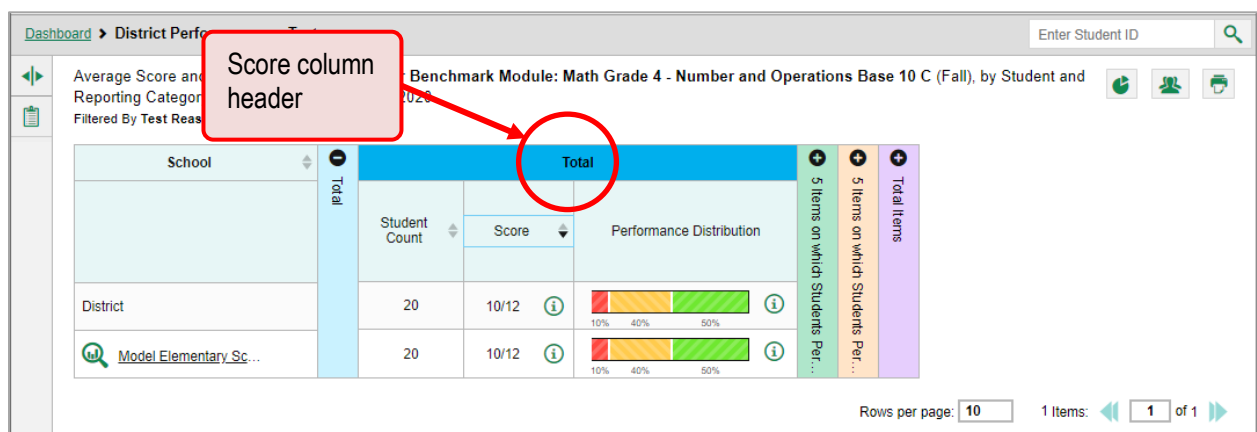 Dashboard > District Perfo
Enter Student ID
Score column
header
Average Score and
r Benchmark Module: Math Grade 4 - Number and Operations Base 10 C (Fall), by Student and
Reporting Categor
2020
Filtered By Test Reas
School
Total
Total
Student
Count
Score
Performance Distribution
5 Items on which Students Per...
5 Items on which Students Per...
Total Items
District
20
10/12
10% 40% 50%
Model Elementary Sc...
20
10/12
10% 40% 50%
Rows per page: 10 1 Items: 1 of 1